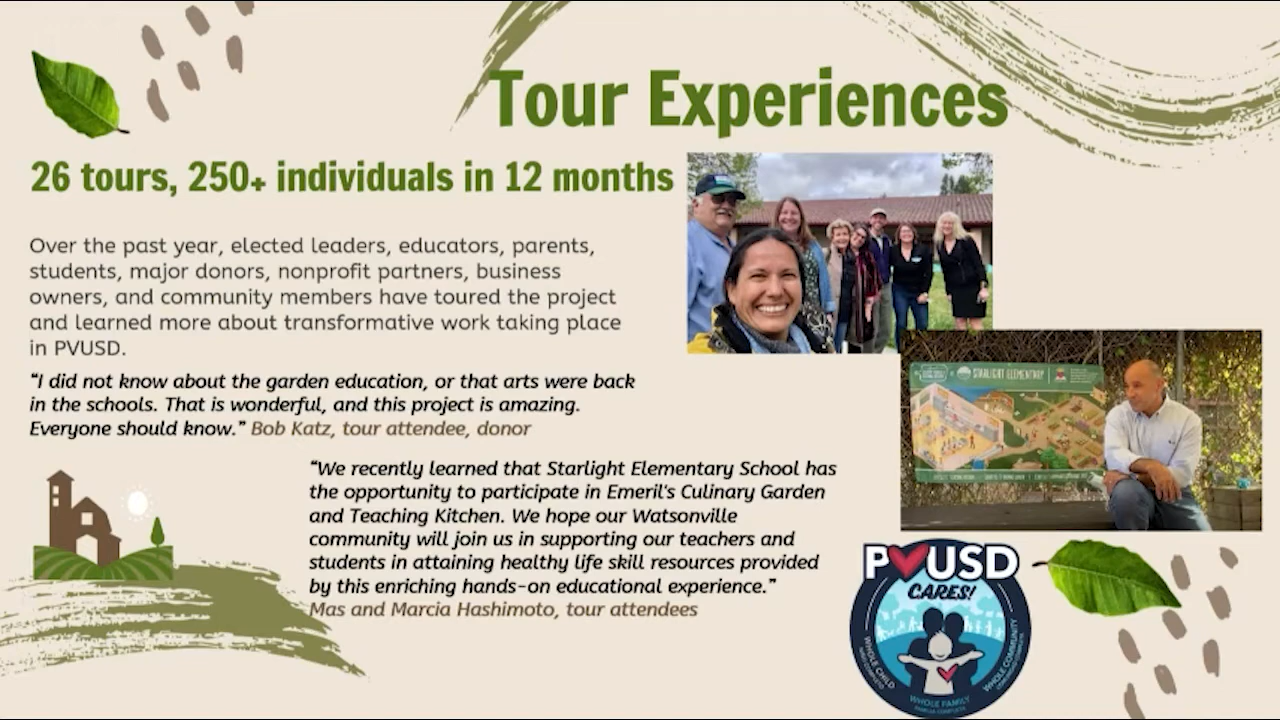 Tour Experiences
26 tours, 250+ individuals in 12 months
Over the past year, elected leaders, educators, parents,
students, major donors, nonprofit partners, business
owners, and community members have toured the project
and learned more about transformative work taking place
in PVUSD.
"I did not know about the garden education, or that arts were back
in the schools. That is wonderful, and this project is amazing.
Everyone should know." Bob Katz, tour attendee, donor
"We recently learned that Starlight Elementary School has
the opportunity to participate in Emeril's Culinary Garden
and Teaching Kitchen. We hope our Watsonville
community will join us in supporting our teachers and
students in attaining healthy life skill resources provided
by this enriching hands-on educational experience."
Mas and Marcia Hashimoto, tour attendees
STARLIGHT ELEMENTARY
PVUSD
CARES!
WHOLE CHILD
WHOLE FAMILY
WHOLE COMMUNITY